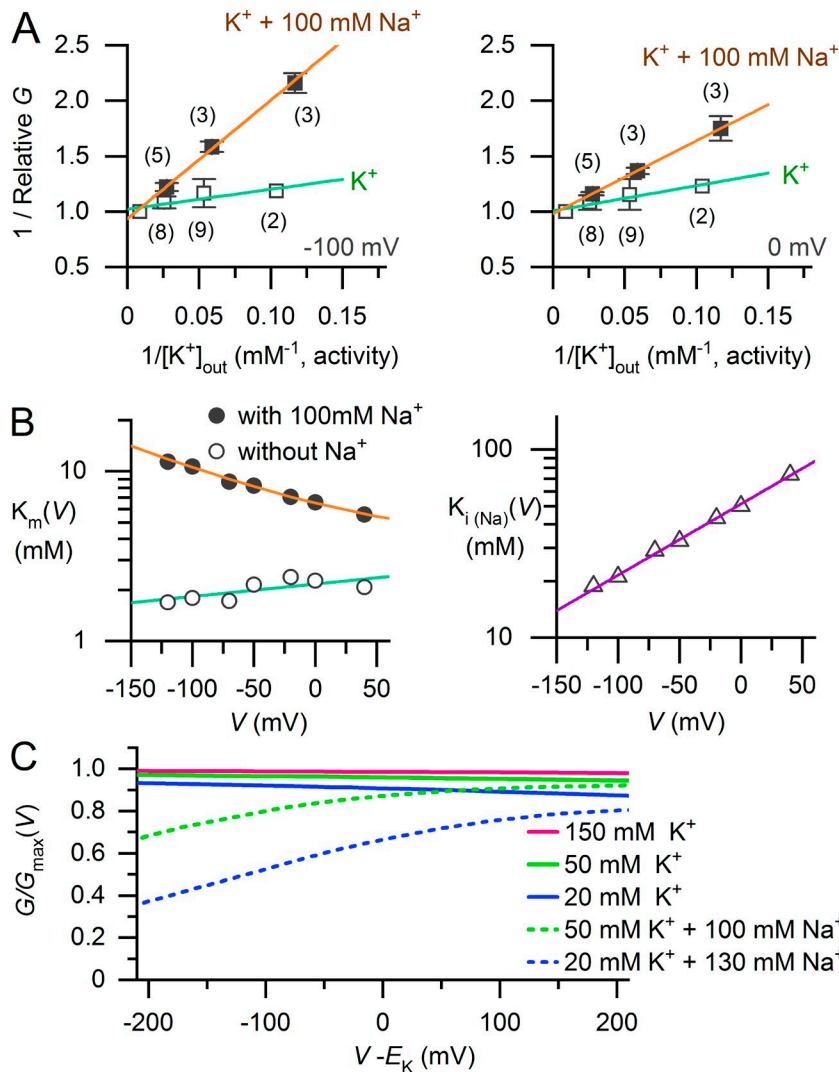 A
K⁺ + 100 mM Na⁺
2.5
2.0
1.5
1.0
0.5
1 / Relative G
(3)
(3)
(5)
(8)
(9)
(2)
K⁺
-100 mV
0
0.05
0.10
0.15
1/[K⁺]out (mM⁻¹, activity)
K⁺ + 100 mM Na⁺
2.5
2.0
1.5
1.0
0.5
(3)
(3)
(5)
(8)
(9)
(2)
K⁺
0 mV
0
0.05
0.10
0.15
1/[K⁺]out (mM⁻¹, activity)
B
with 100mM Na⁺
without Na⁺
10
1
Km(V)
(mM)
-150
-100
-50
0
50
V (mV)
100
10
Ki (Na)(V)
(mM)
-150
-100
-50
0
50
V (mV)
C
1.0
0.8
0.6
0.4
0.2
0
G/Gmax(V)
150 mM K⁺
50 mM K⁺
20 mM K⁺
50 mM K⁺ + 100 mM Na⁺
20 mM K⁺ + 130 mM Na⁺
-200
-100
0
100
200
V -EK (mV)